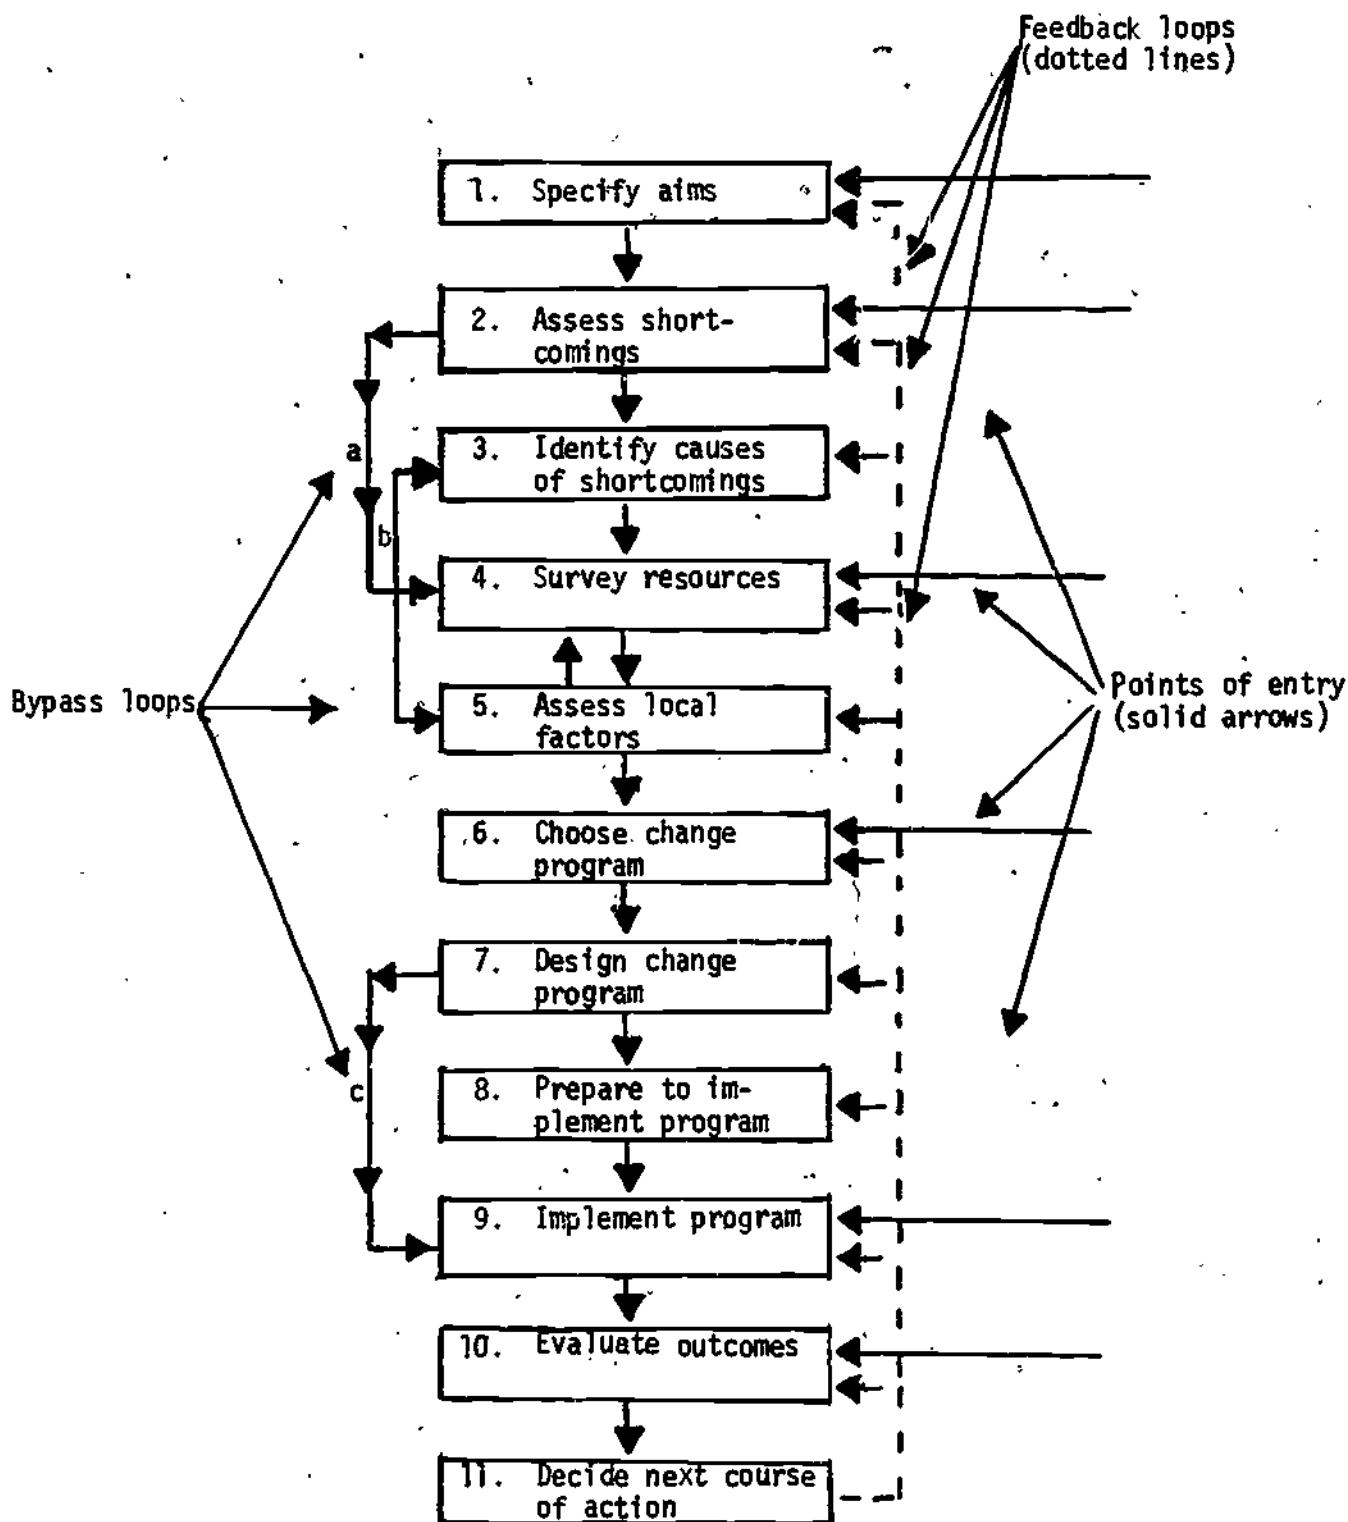 Feedback loops
(dotted lines)
1. Specify aims
2. Assess short-
comings
a
3. Identify causes
of shortcomings
b
4. Survey resources
Bypass loops
5. Assess local
factors
Points of entry
(solid arrows)
6. Choose change
program
7. Design change
program
c
8. Prepare to im-
plement program
9. Implement program
10. Evaluate outcomes
11. Decide next course
of action